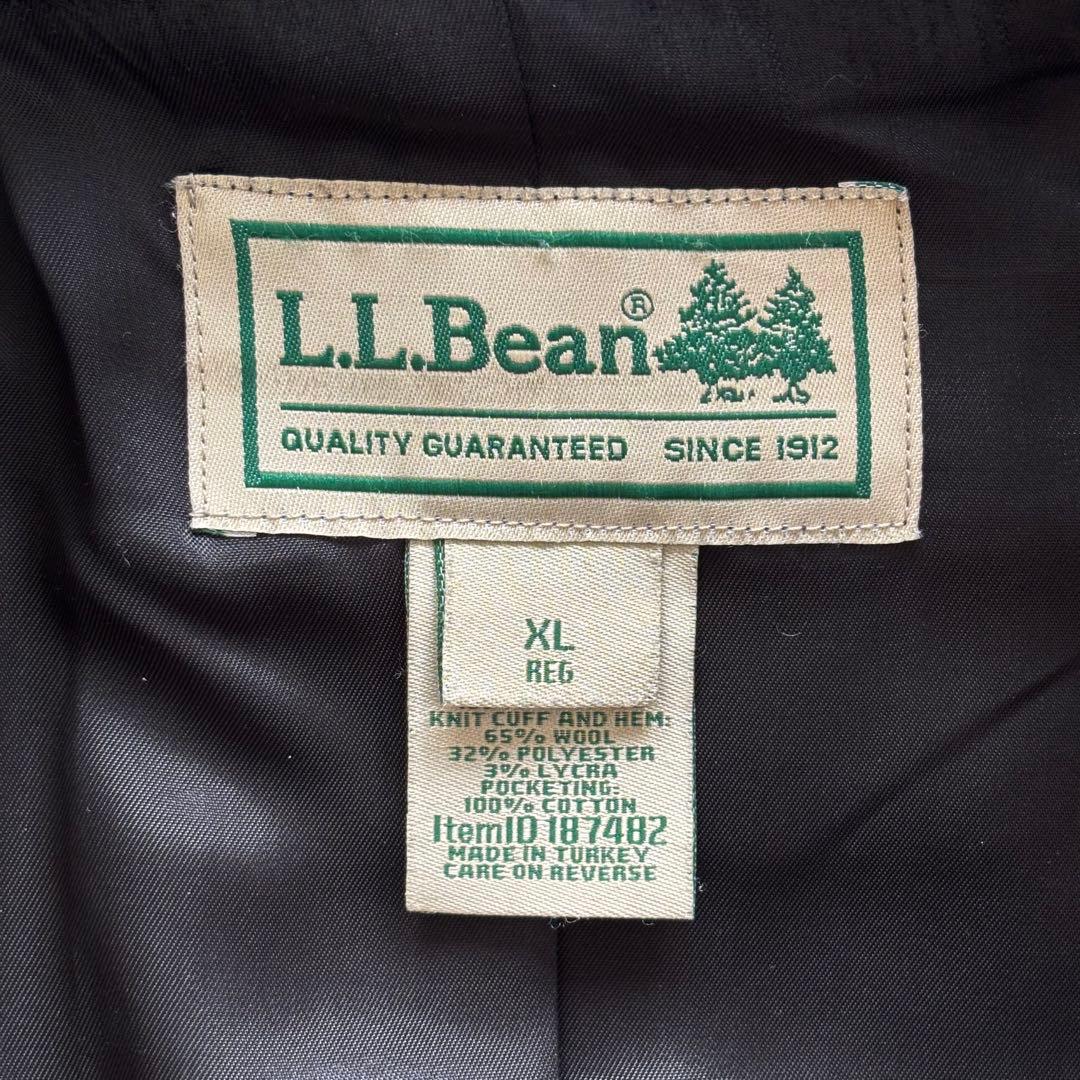 L.L.Bean®
QUALITY GUARANTEED SINCE 1912
XL
REG
KNIT CUFF AND HEM:
65% WOOL
32% POLYESTER
3% LYCRA
POCKETING:
100% COTTON
ItemID 187482
MADE IN TURKEY
CARE ON REVERSE